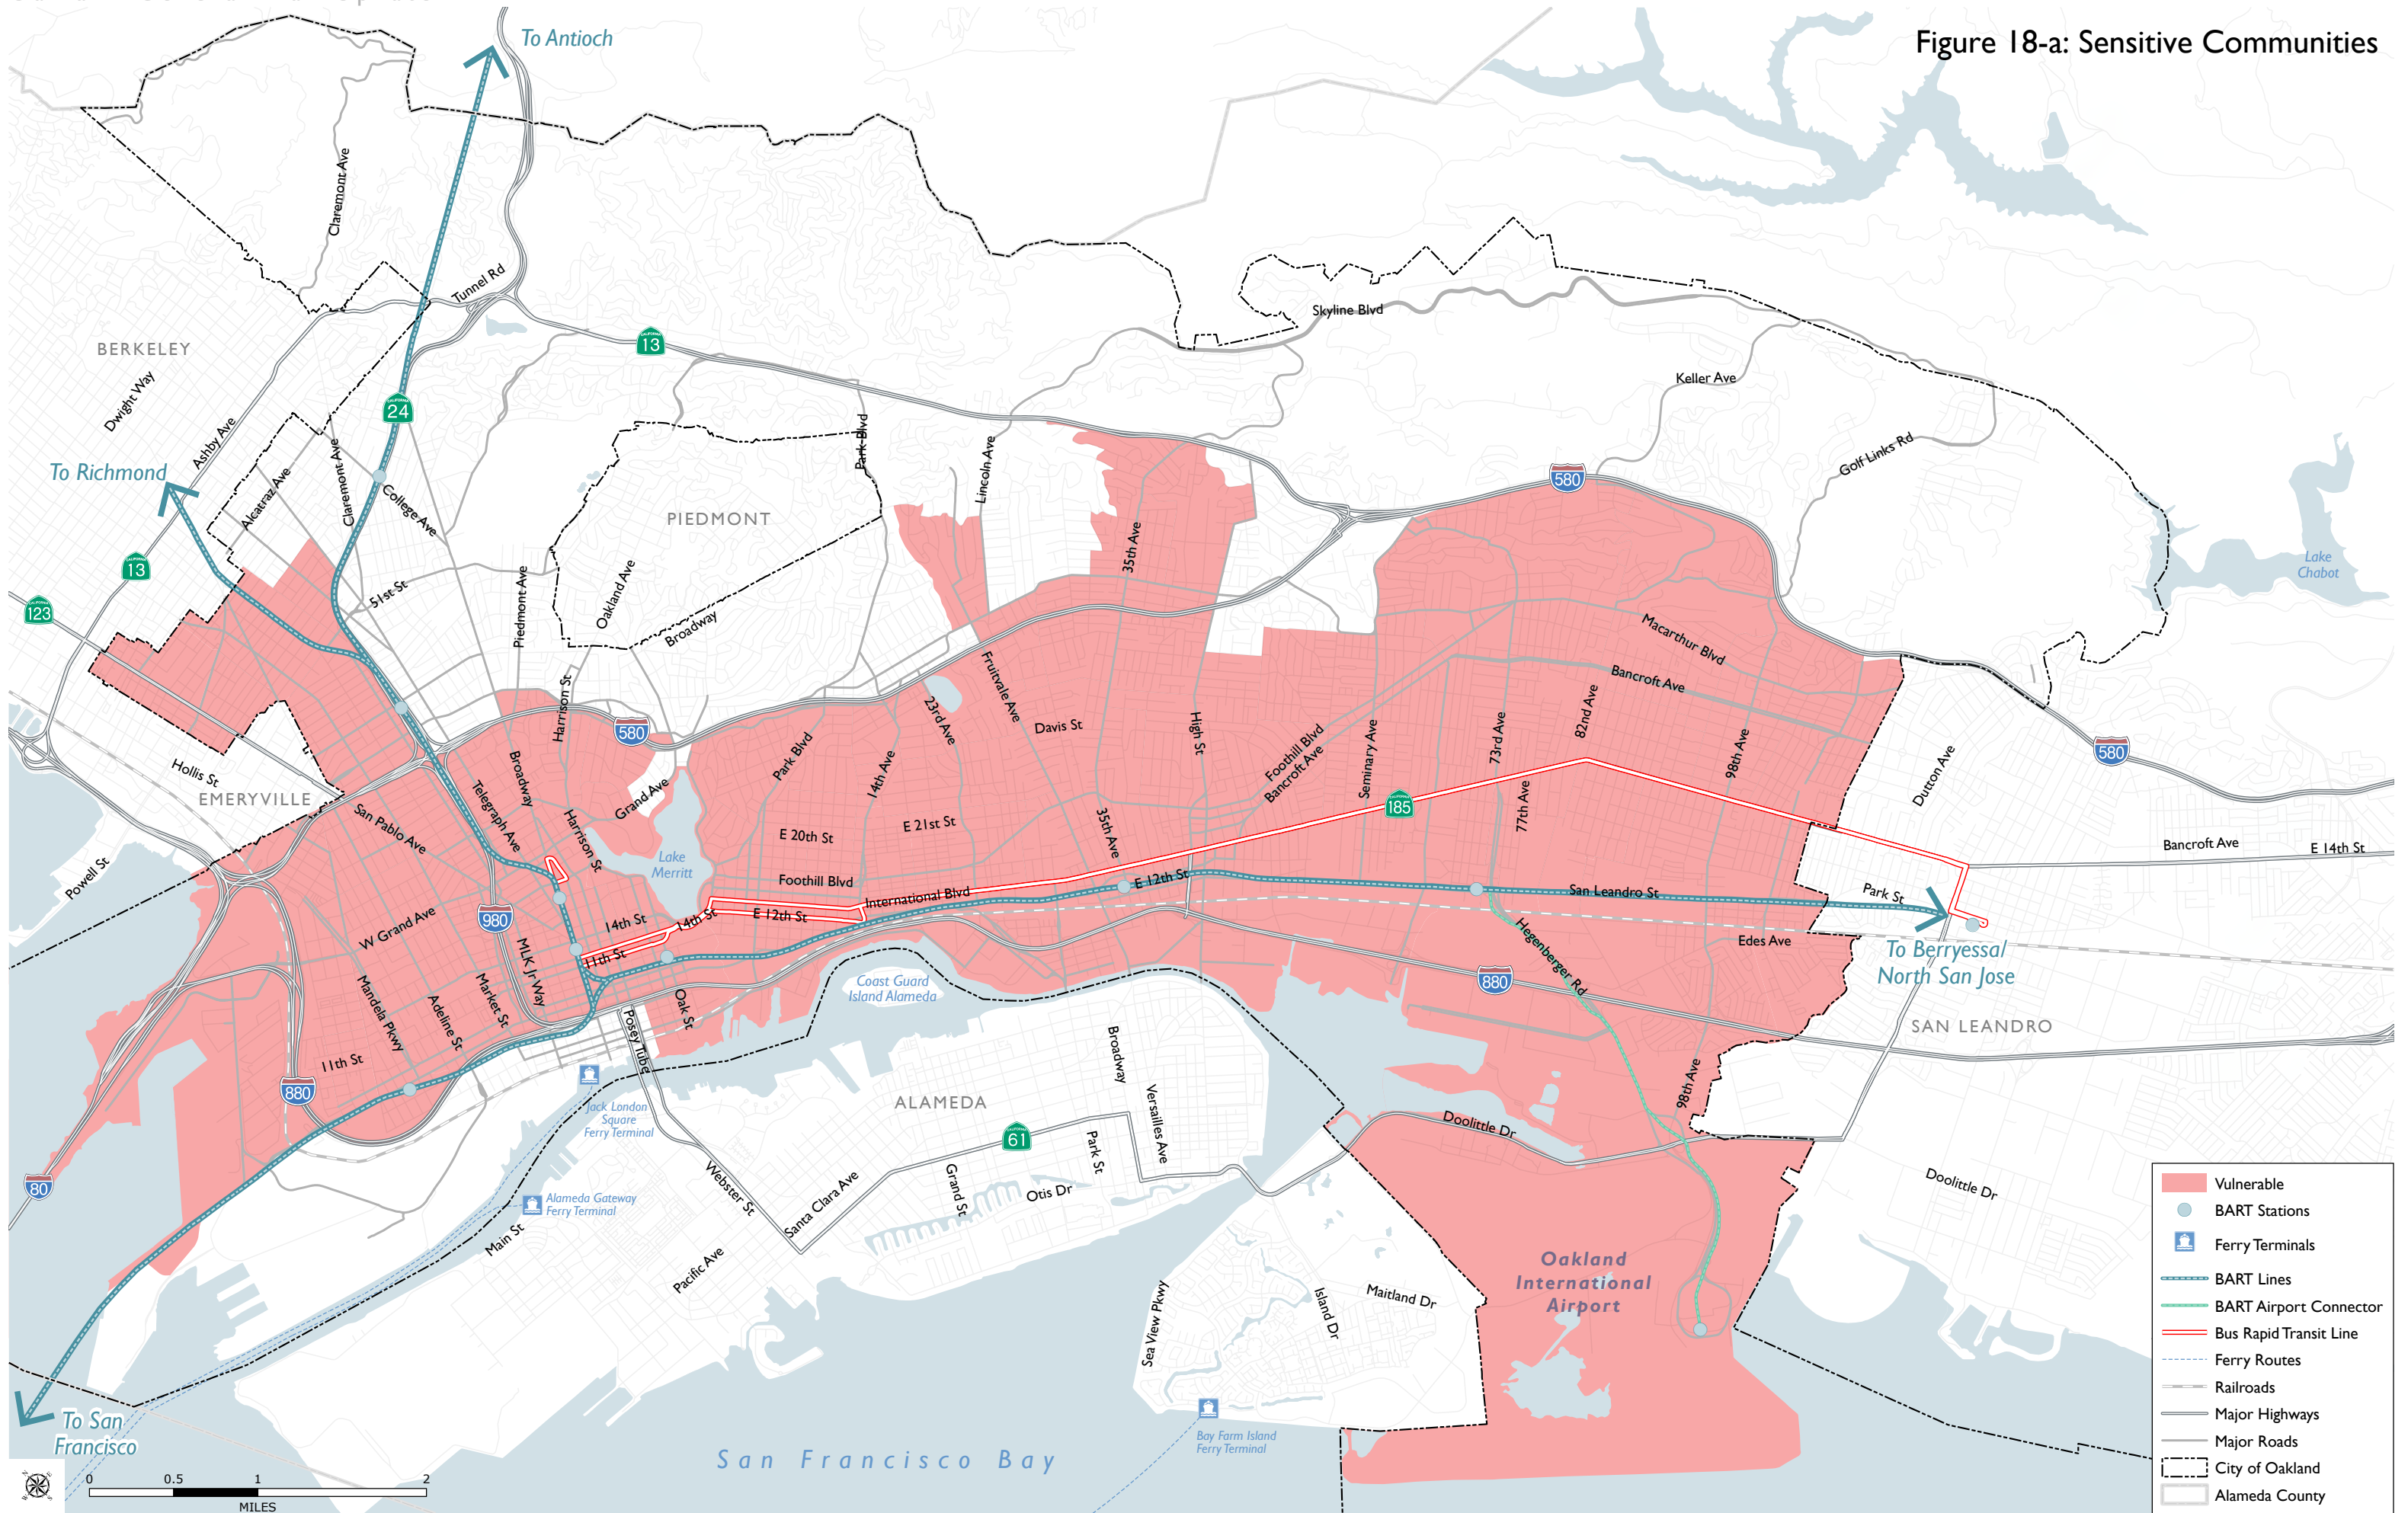 Figure 18-a: Sensitive Communities
To Antioch
Claremont Ave
Tunnel Rd
13
Skyline Blvd
BERKELEY
Dwight Way
24
Keller Ave
Ashby Ave
To Richmond
Alcatraz Ave
Claremont Ave
College Ave
Park Blvd
Lincoln Ave
Golf Links Rd
580
PIEDMONT
35th Ave
13
51st St
Piedmont Ave
Oakland Ave
Broadway
Lake
Chabot
123
Macarthur Blvd
Bancroft Ave
Harrison St
580
Fruitvale Ave
23rd Ave
Davis St
High St
Foothill Blvd
Bancroft Ave
Seminary Ave
73rd Ave
82nd Ave
98th Ave
580
Hollis St
EMERYVILLE
Telegraph Ave
Broadway
Grand Ave
Park Blvd
14th Ave
Dutton Ave
San Pablo Ave
Harrison St
E 20th St
E 21st St
35th Ave
185
77th Ave
Bancroft Ave
E 14th St
Powell St
Lake
Merritt
Foothill Blvd
International Blvd
E 12th St
San Leandro St
Park St
980
W Grand Ave
14th St
14th St
E 12th St
11th St
MLK Jr Way
Edes Ave
To Berryessal
North San Jose
Hegenberger Rd
880
Mandela Pkwy
Adeline St
Market St
Oak St
Posey Tube
Coast Guard
Island Alameda
SAN LEANDRO
11th St
880
Broadway
Versailles Ave
98th Ave
Jack London
Square
Ferry Terminal
ALAMEDA
61
Park St
Doolittle Dr
80
Alameda Gateway
Ferry Terminal
Webster St
Santa Clara Ave
Grand St
Otis Dr
Doolittle Dr
Main St
Pacific Ave
Oakland
International
Airport
Sea View Pkwy
Island Dr
Maitland Dr
To San
Francisco
San Francisco Bay
Bay Farm Island
Ferry Terminal
0 0.5 1 2
MILES
Vulnerable
BART Stations
Ferry Terminals
BART Lines
BART Airport Connector
Bus Rapid Transit Line
Ferry Routes
Railroads
Major Highways
Major Roads
City of Oakland
Alameda County